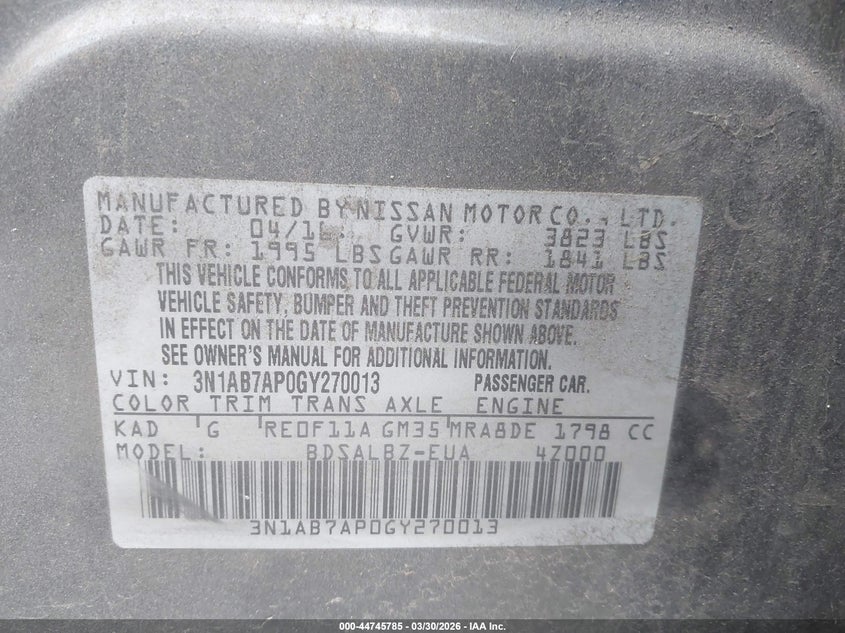 MANUFACTURED BY NISSAN MOTOR CO., LTD.
DATE: 04/16 GVWR: 3823 LBS
GAWR FR: 1995 LBS GAWR RR: 1841 LBS
THIS VEHICLE CONFORMS TO ALL APPLICABLE FEDERAL MOTOR
VEHICLE SAFETY, BUMPER AND THEFT PREVENTION STANDARDS
IN EFFECT ON THE DATE OF MANUFACTURE SHOWN ABOVE.
SEE OWNER'S MANUAL FOR ADDITIONAL INFORMATION.
VIN: 3N1AB7AP0GY270013 PASSENGER CAR.
COLOR TRIM TRANS AXLE ENGINE
KAD G RE0F11A GM35 MRA8DE 1798 CC
MODEL: BDSALBZ-EUA 4Z000
3N1AB7AP0GY270013
000-44745785 - 03/30/2026 - IAA Inc.